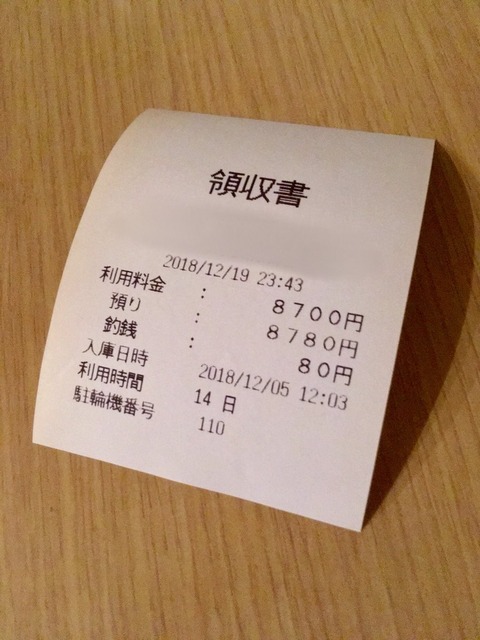 領収書
2018/12/19 23:43
利用料金 : 8700円
預り : 8780円
釣銭 : 80円
入庫日時 2018/12/05 12:03
利用時間 14 日
駐輪機番号 110